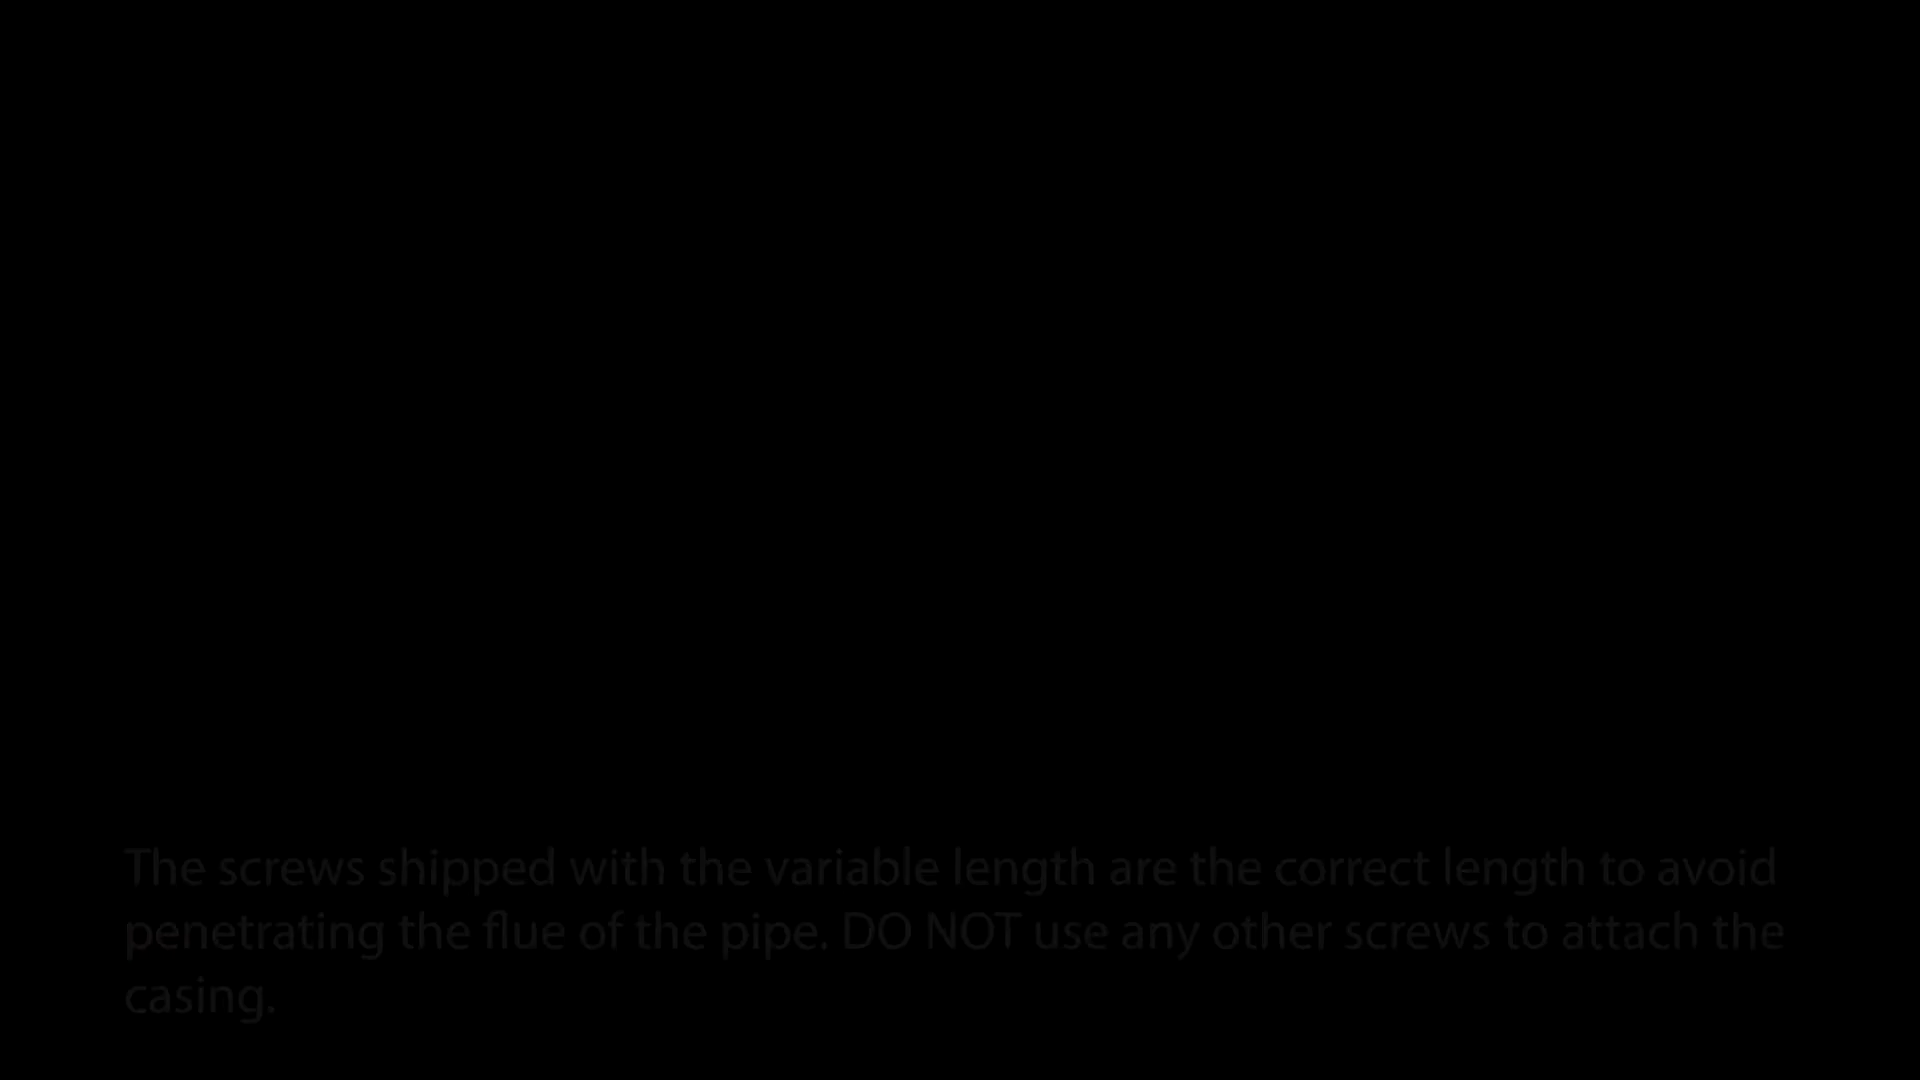 The screws shipped with the variable length are the correct length to avoid
penetrating the flue of the pipe. DO NOT use any other screws to attach the
casing.